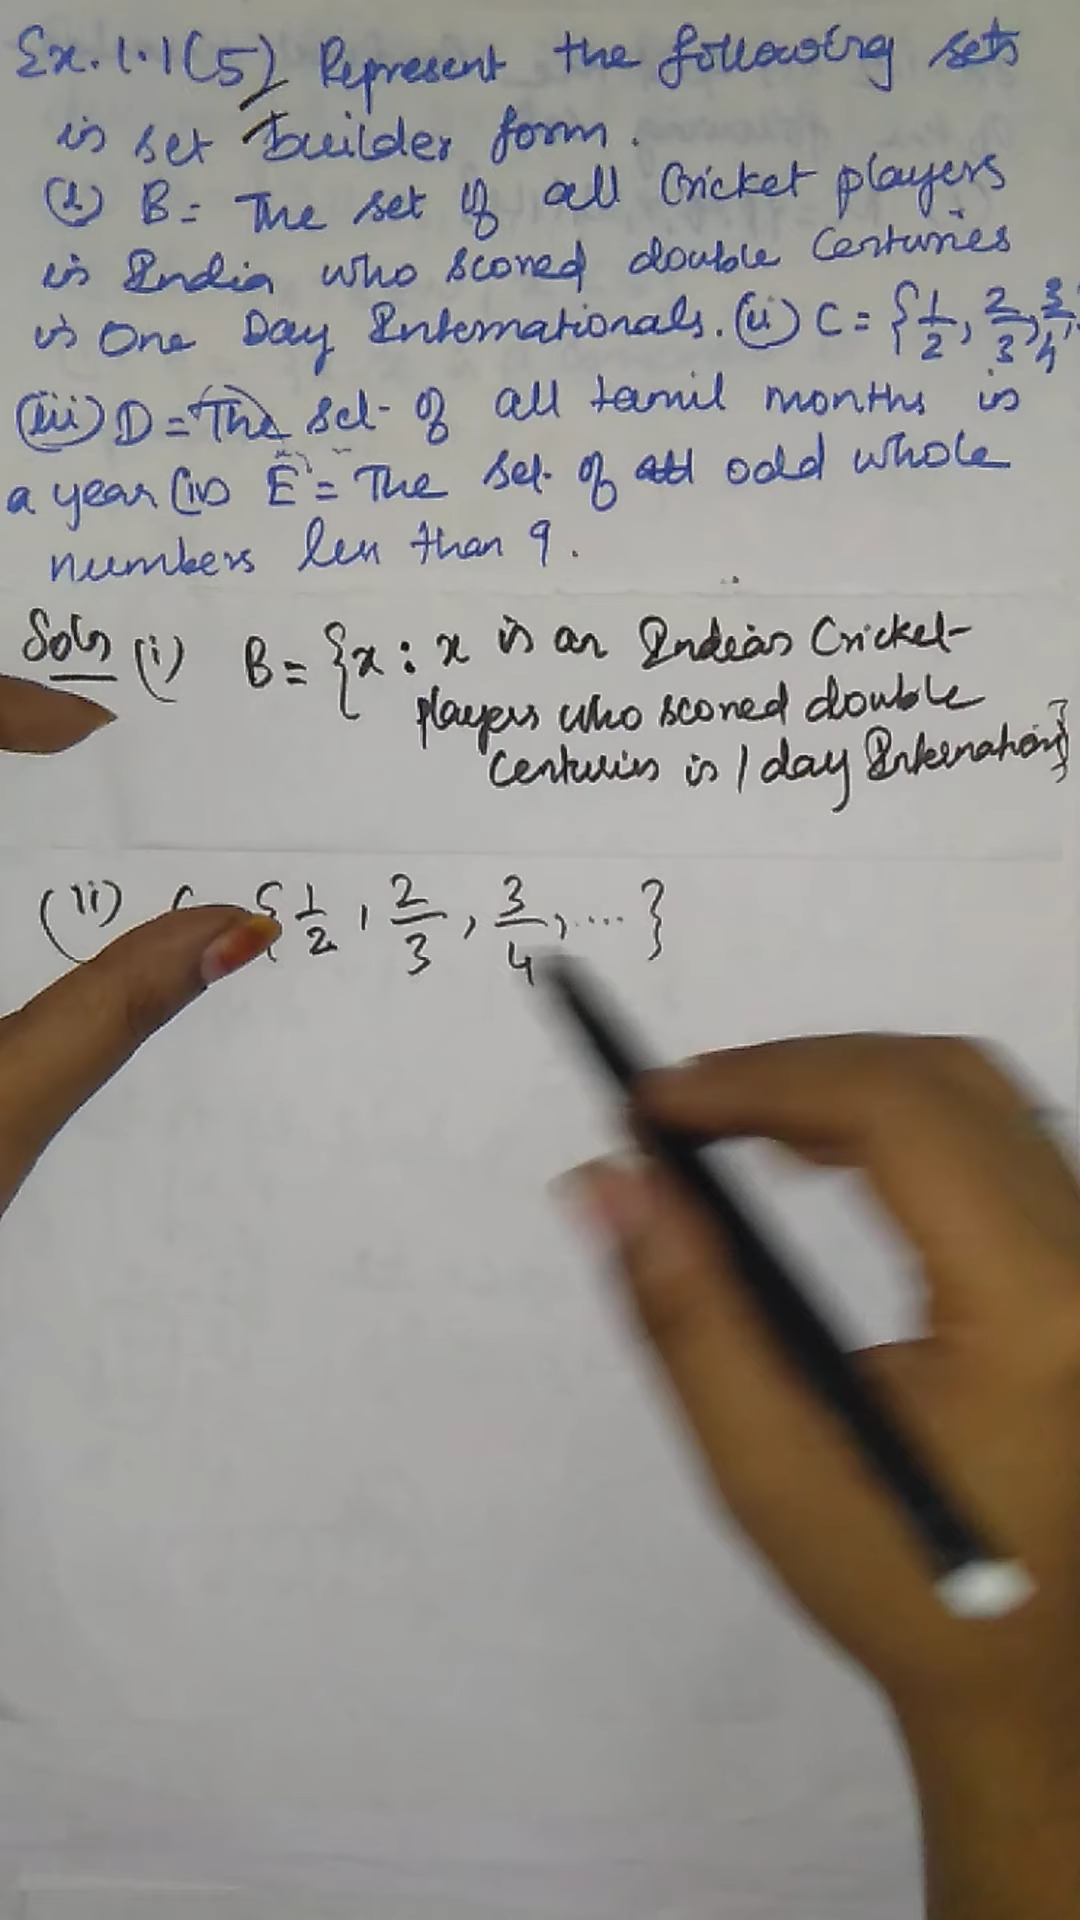 Ex. 1.1(5) Represent the following sets
in set builder form.
(i) B = The set of all Cricket players
in India who scored double Centuries
in One Day Internationals. (ii) C = {1/2, 2/3, 3/4,
(iii) D = The set of all tamil months in
a year (iv) E = The set of odd whole
numbers less than 9.
Soln (i) B = {x : x is an Indian Cricket
players who scored double
Centuries in 1 day Internation}
(ii) {1/2, 2/3, 3/4, .... }